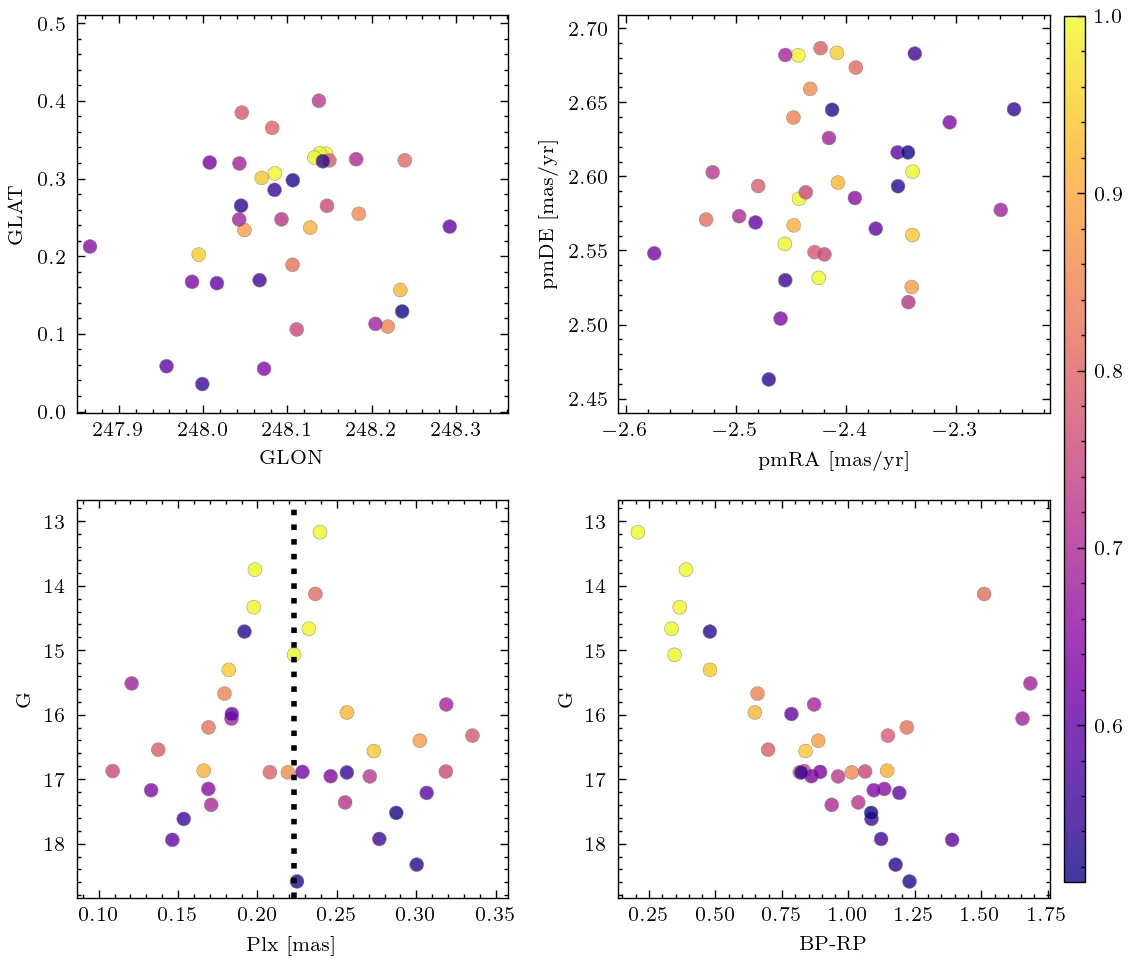 0.5
0.4
0.3
0.2
0.1
0.0
GLAT
247.9 248.0 248.1 248.2 248.3
GLON
2.70
2.65
2.60
2.55
2.50
2.45
pmDE [mas/yr]
−2.6 −2.5 −2.4 −2.3
pmRA [mas/yr]
1.0
0.9
0.8
0.7
0.6
13
14
15
16
17
18
G
0.10 0.15 0.20 0.25 0.30 0.35
Plx [mas]
13
14
15
16
17
18
G
0.25 0.50 0.75 1.00 1.25 1.50 1.75
BP-RP